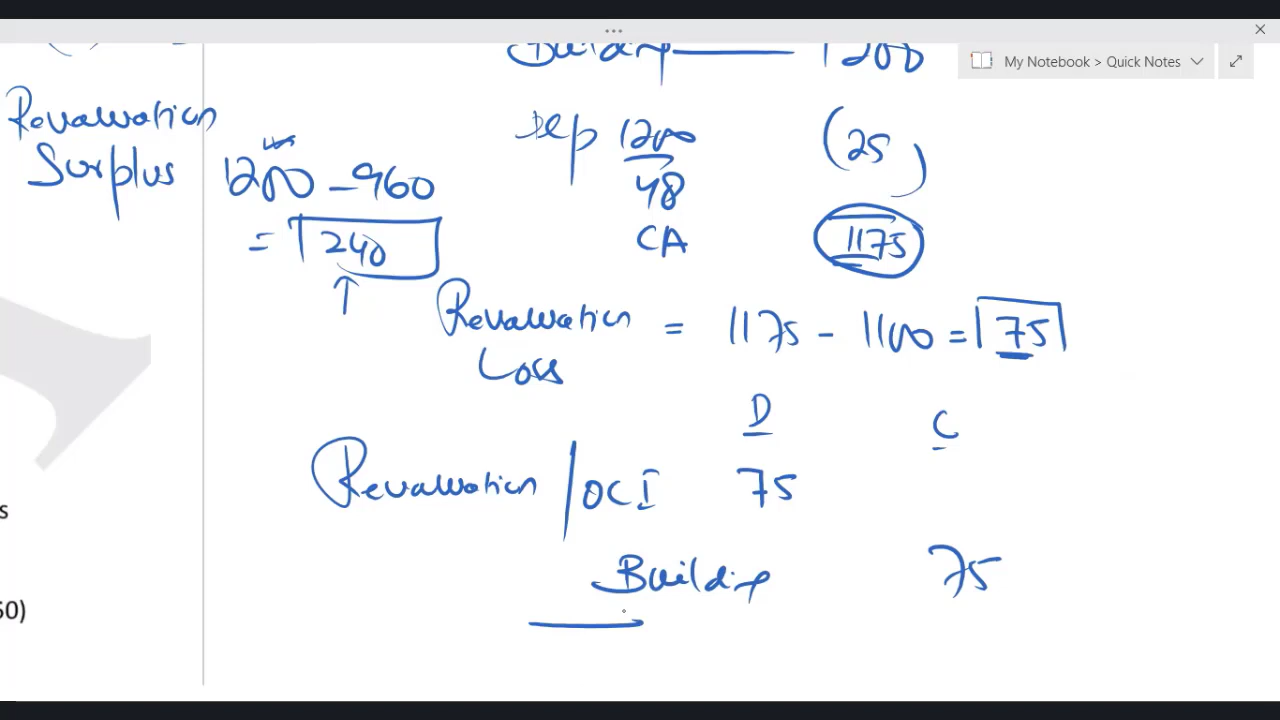 My Notebook > Quick Notes
Building 1200
Revaluation
Surplus 1200 - 960
= 240
Dep 1200 (25)
48
CA 1175
Revaluation = 1175 - 1100 = 75
Loss
D C
Revaluation / OCI 75
Building 75
s
60)